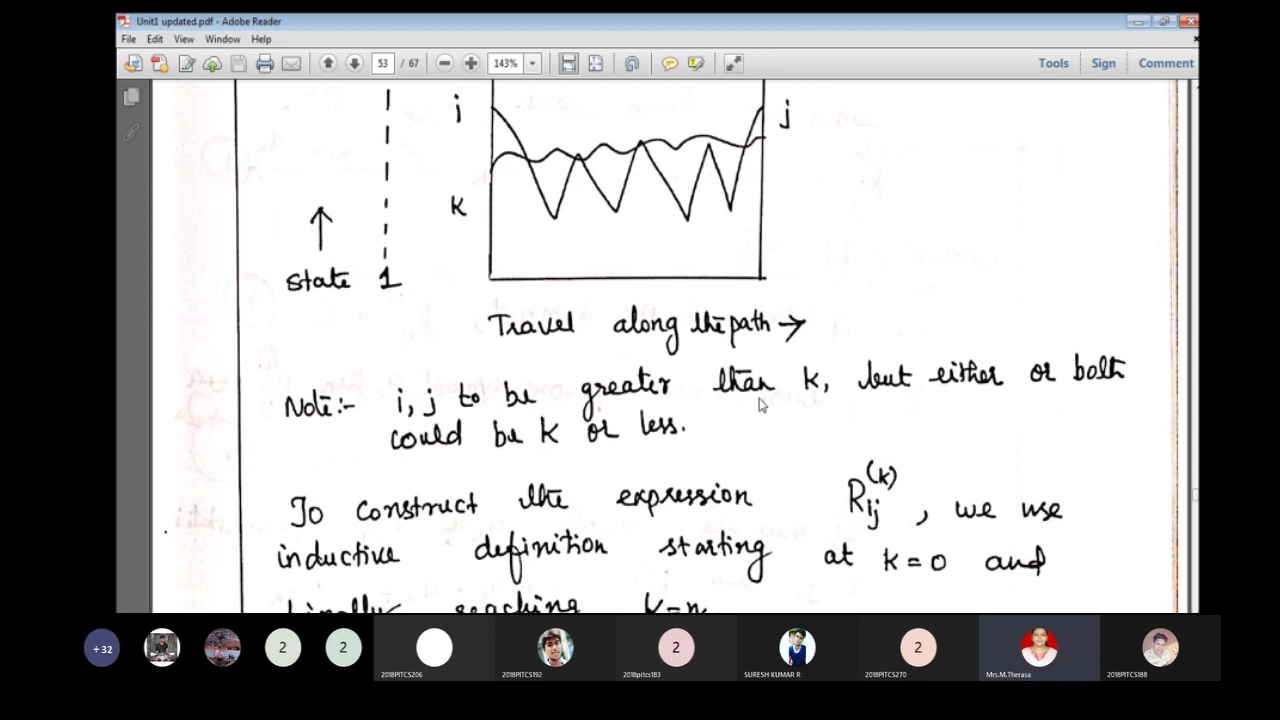 Unit1 updated.pdf - Adobe Reader
File Edit View Window Help
53 / 67 143% Tools Sign Comment
i j
k
state 1
Travel along the path →
Note:- i, j to be greater than k, but either or both
could be k or less.
To construct the expression Rij(k), we use
inductive definition starting at k=0 and
finally reaching k=n.
+32 2 2 2 2
2018PITCS206 2018PITCS192 2018pitcs183 SURESH KUMAR R 2018PITCS270 Mrs.M.Therasa 2018PITCS188